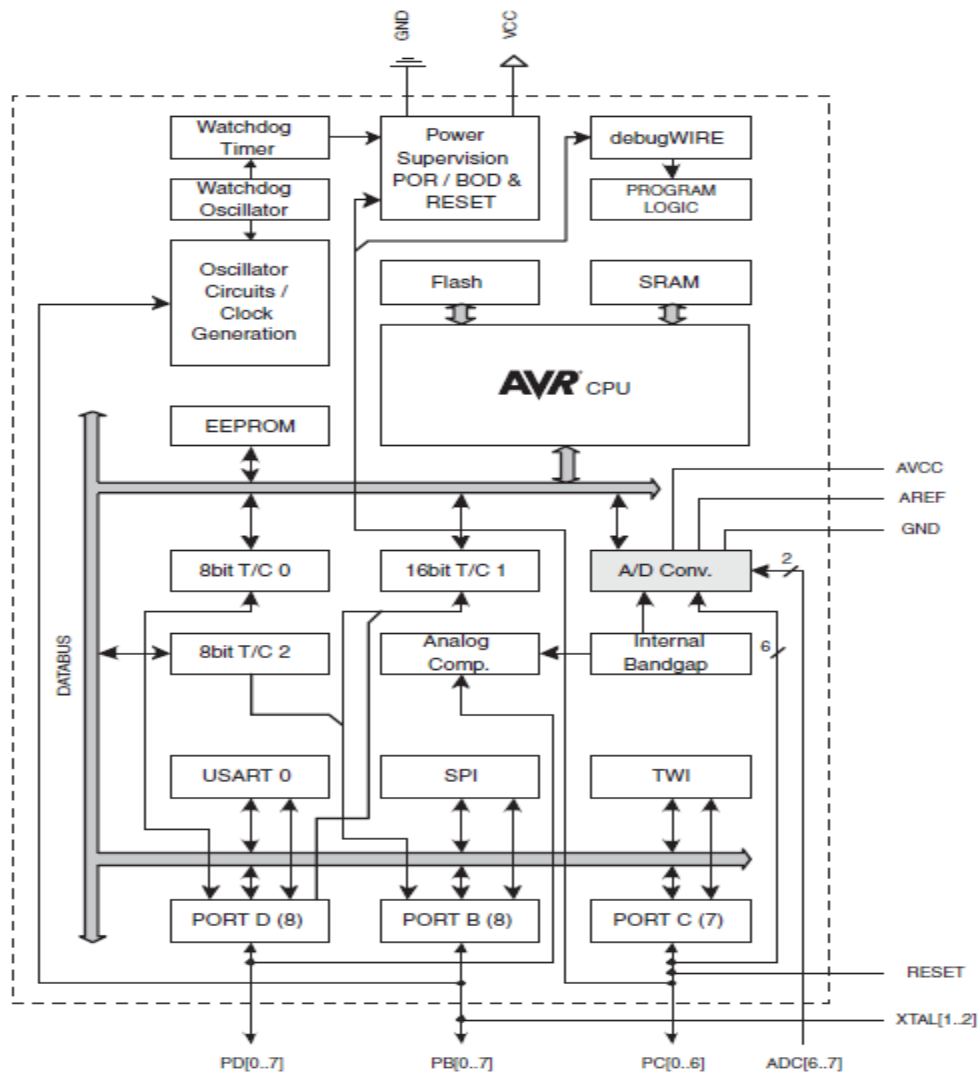 GND
VCC
Watchdog
Timer
Power
Supervision
POR / BOD &
RESET
debugWIRE
Watchdog
Oscillator
PROGRAM
LOGIC
Oscillator
Circuits /
Clock
Generation
Flash
SRAM
AVR CPU
EEPROM
AVCC
AREF
GND
8bit T/C 0
16bit T/C 1
A/D Conv.
2
DATABUS
8bit T/C 2
Analog
Comp.
Internal
Bandgap
6
USART 0
SPI
TWI
PORT D (8)
PORT B (8)
PORT C (7)
RESET
XTAL[1..2]
PD[0..7]
PB[0..7]
PC[0..6]
ADC[6..7]